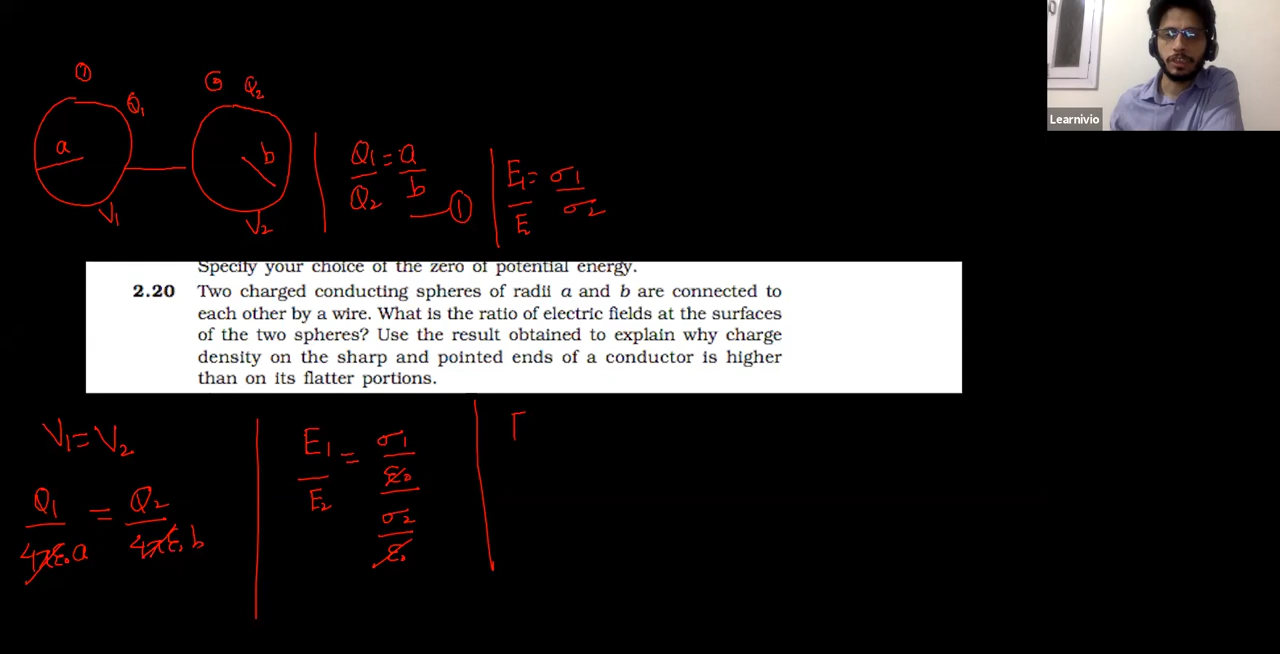 ①
②
Q₂
Q₁
a
b
V₁
V₂
Q₁/Q₂ = a/b
①
E₁/E = σ₁/σ₂
Learnivio
Specify your choice of the zero of potential energy.
2.20 Two charged conducting spheres of radii a and b are connected to
each other by a wire. What is the ratio of electric fields at the surfaces
of the two spheres? Use the result obtained to explain why charge
density on the sharp and pointed ends of a conductor is higher
than on its flatter portions.
V₁ = V₂
Q₁/4πε₀a = Q₂/4πε₀b
E₁/E₂ = σ₁/ε₀ / σ₂/ε₀